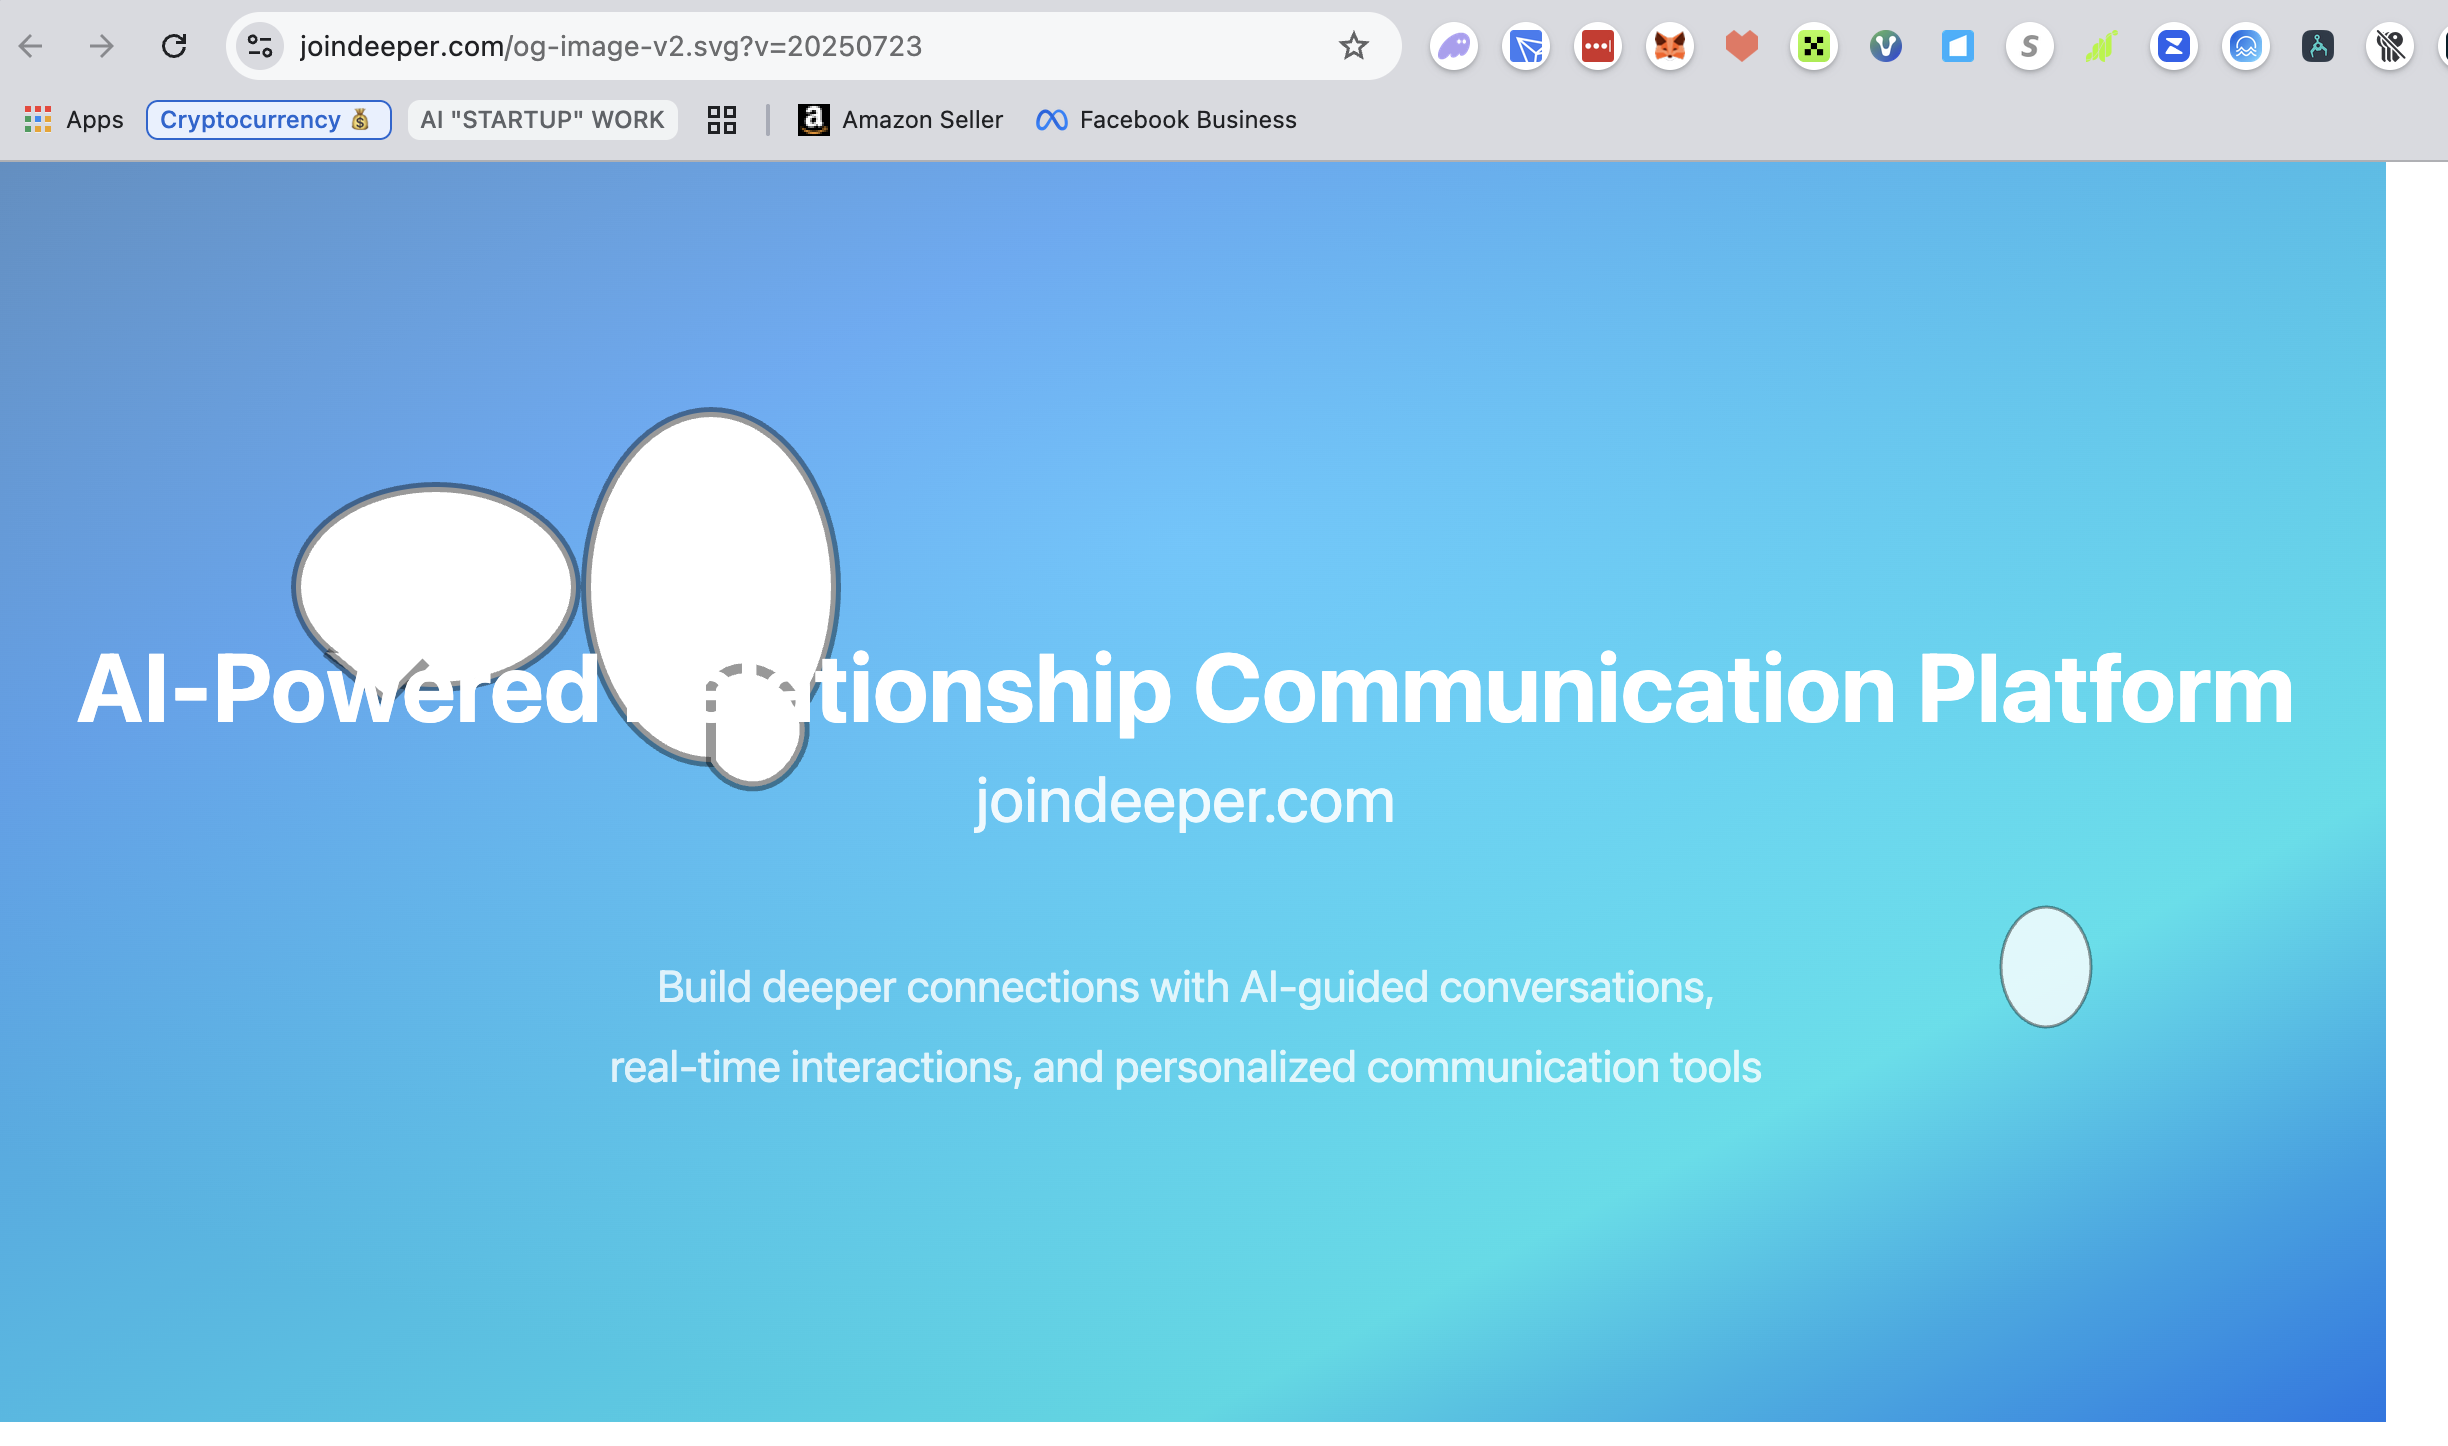 joindeeper.com/og-image-v2.svg?v=20250723
Apps
Cryptocurrency 💰
AI "STARTUP" WORK
Amazon Seller
Facebook Business
AI-Powered tionship Communication Platform
joindeeper.com
Build deeper connections with AI-guided conversations,
real-time interactions, and personalized communication tools